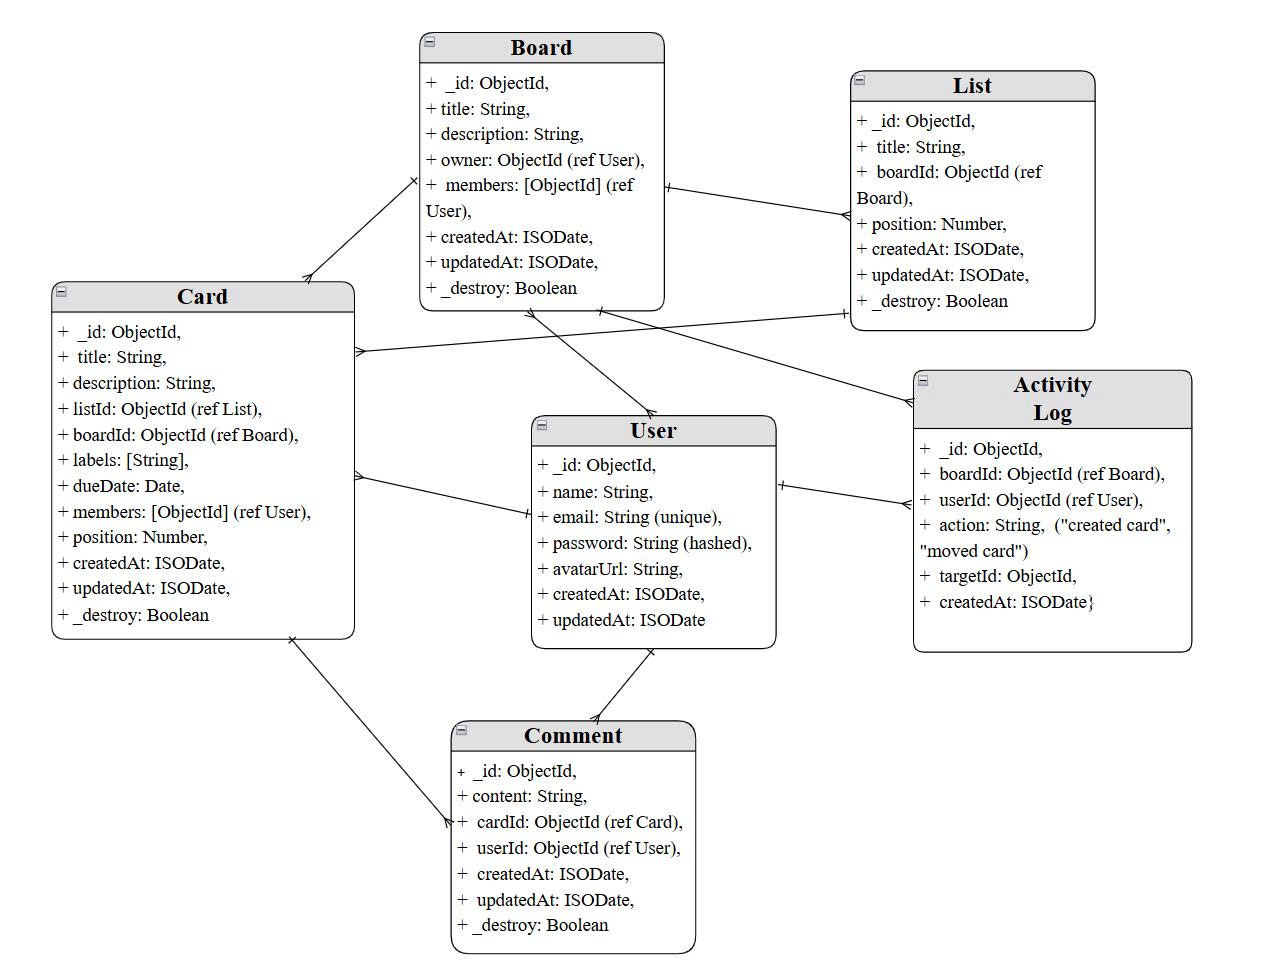 Board
+ _id: ObjectId,
+ title: String,
+ description: String,
+ owner: ObjectId (ref User),
+ members: [ObjectId] (ref
User),
+ createdAt: ISODate,
+ updatedAt: ISODate,
+ _destroy: Boolean
List
+ _id: ObjectId,
+ title: String,
+ boardId: ObjectId (ref
Board),
+ position: Number,
+ createdAt: ISODate,
+ updatedAt: ISODate,
+ _destroy: Boolean
Card
+ _id: ObjectId,
+ title: String,
+ description: String,
+ listId: ObjectId (ref List),
+ boardId: ObjectId (ref Board),
+ labels: [String],
+ dueDate: Date,
+ members: [ObjectId] (ref User),
+ position: Number,
+ createdAt: ISODate,
+ updatedAt: ISODate,
+ _destroy: Boolean
User
+ _id: ObjectId,
+ name: String,
+ email: String (unique),
+ password: String (hashed),
+ avatarUrl: String,
+ createdAt: ISODate,
+ updatedAt: ISODate
Activity
Log
+ _id: ObjectId,
+ boardId: ObjectId (ref Board),
+ userId: ObjectId (ref User),
+ action: String, ("created card",
"moved card")
+ targetId: ObjectId,
+ createdAt: ISODate}
Comment
+ _id: ObjectId,
+ content: String,
+ cardId: ObjectId (ref Card),
+ userId: ObjectId (ref User),
+ createdAt: ISODate,
+ updatedAt: ISODate,
+ _destroy: Boolean